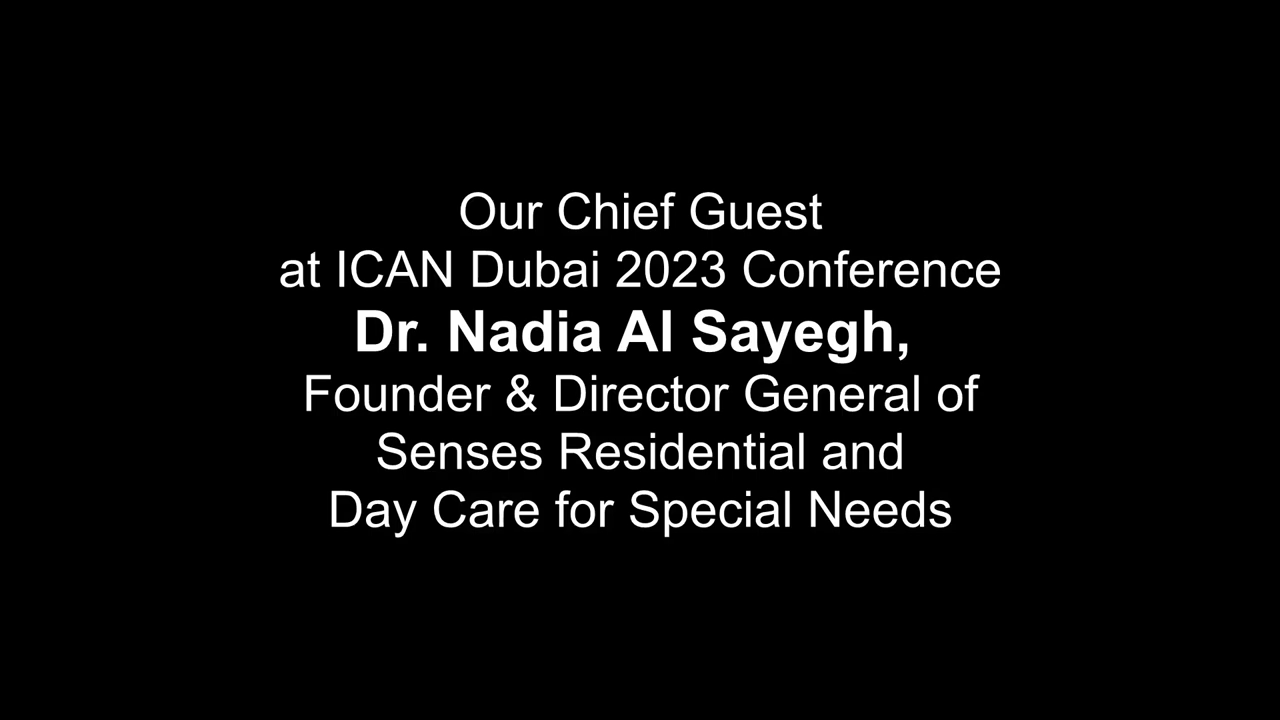 Our Chief Guest
at ICAN Dubai 2023 Conference
Dr. Nadia Al Sayegh,
Founder & Director General of
Senses Residential and
Day Care for Special Needs